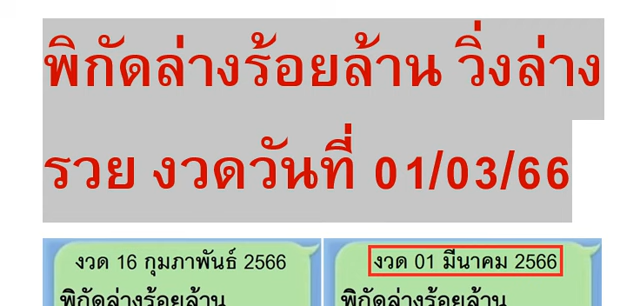 พิกัดล่างร้อยล้าน วิ่งล่าง
รวย งวดวันที่ 01/03/66
งวด 16 กุมภาพันธ์ 2566
พิกัดล่างร้อยล้าน
งวด 01 มีนาคม 2566
พิกัดล่างร้อยล้าน